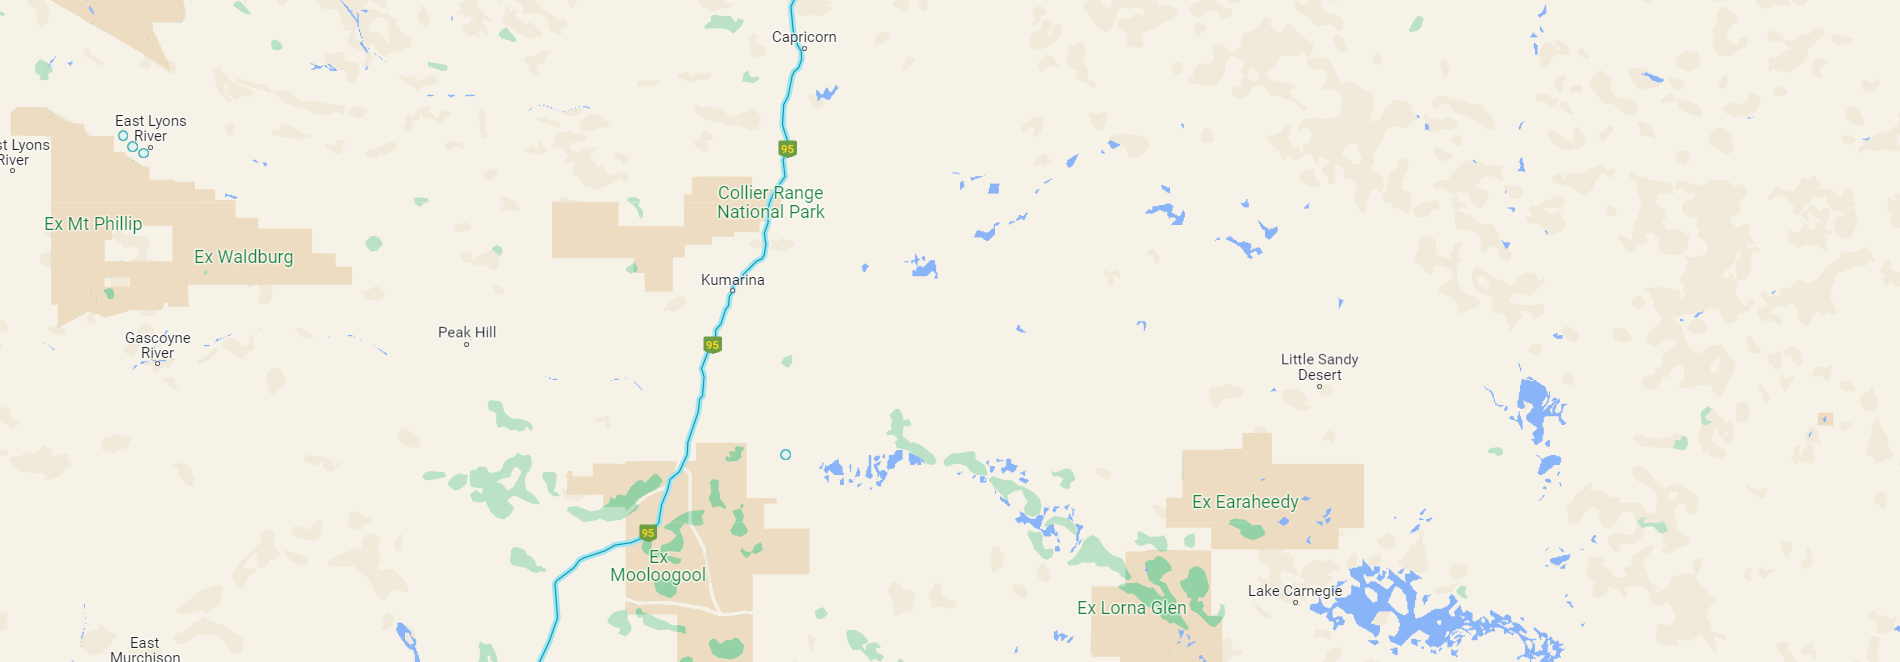 Capricorn
East Lyons
River
st Lyons
River
95
Collier Range
National Park
Ex Mt Phillip
Ex Waldburg
Kumarina
Gascoyne
River
Peak Hill
95
Little Sandy
Desert
Ex Earaheedy
95
Ex
Mooloogool
Lake Carnegie
Ex Lorna Glen
East
Murchison